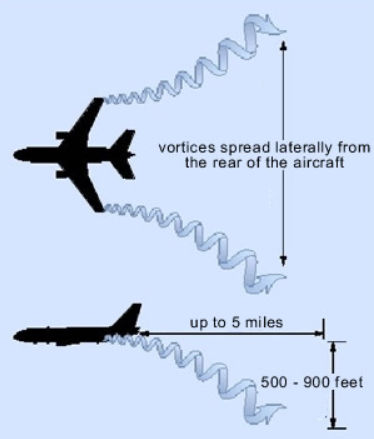 vortices spread laterally from
the rear of the aircraft
up to 5 miles
500 - 900 feet